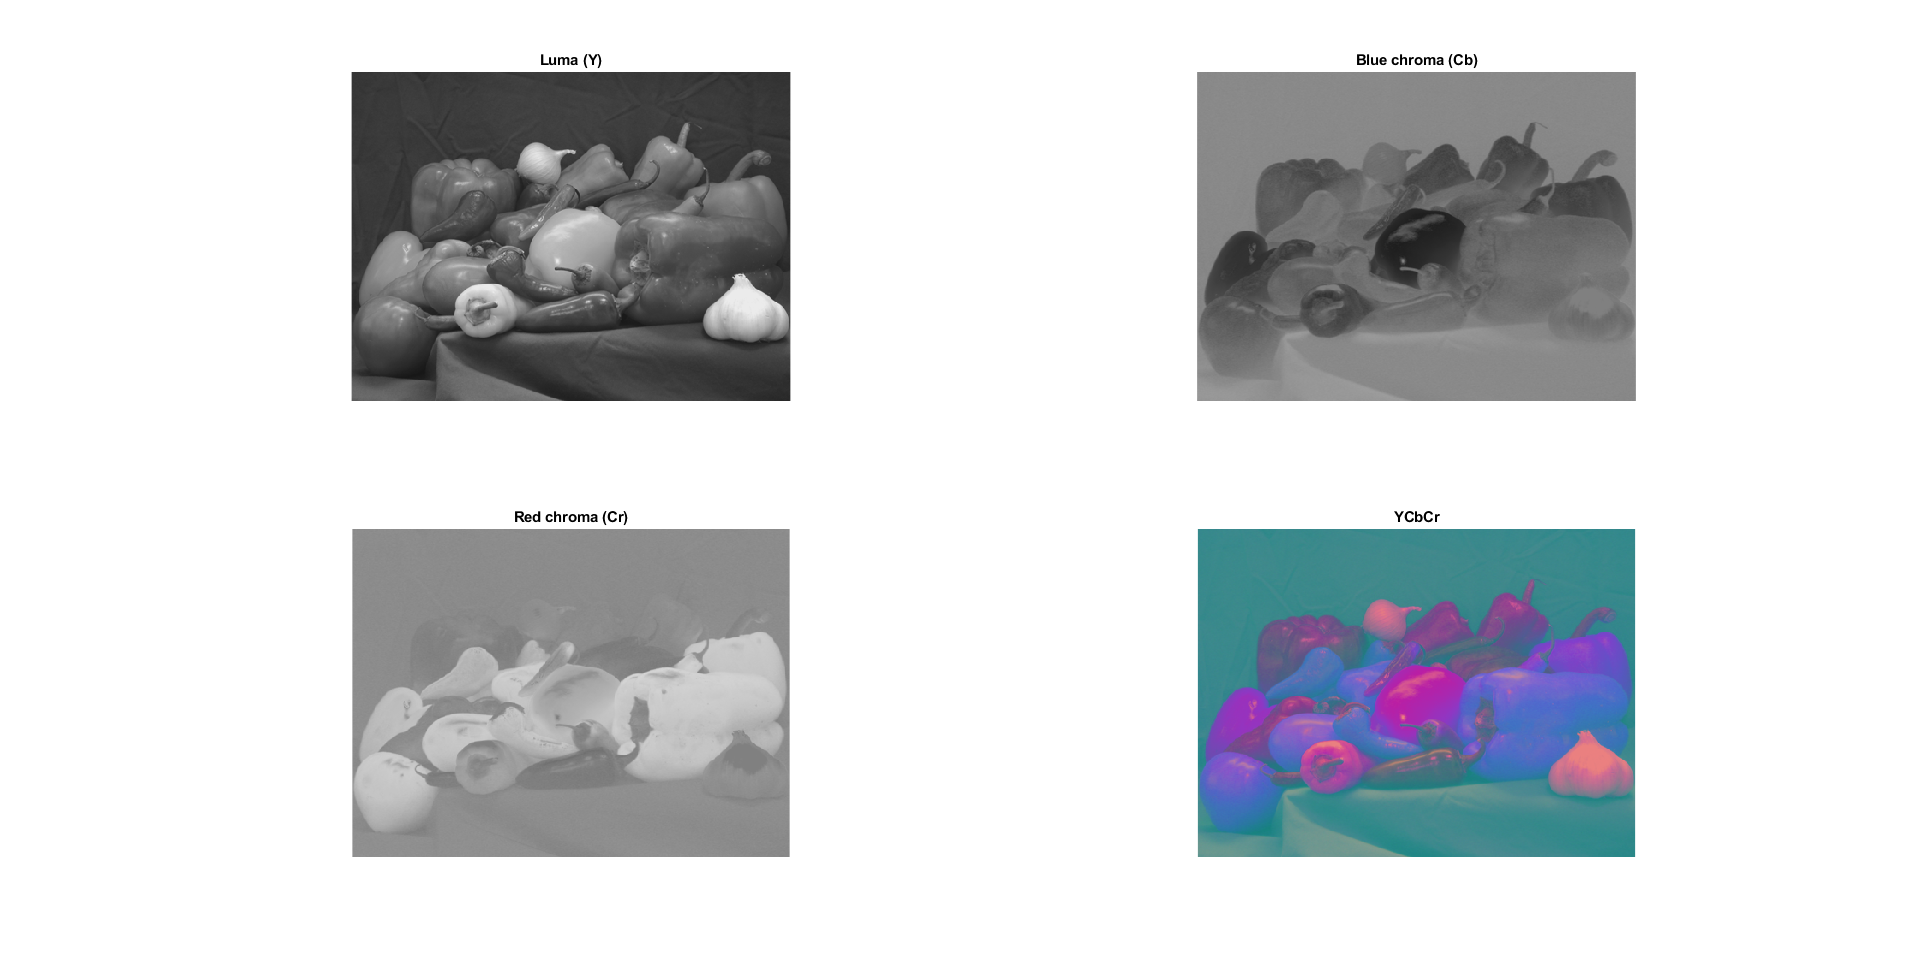 Luma (Y)
Blue chroma (Cb)
Red chroma (Cr)
YCbCr